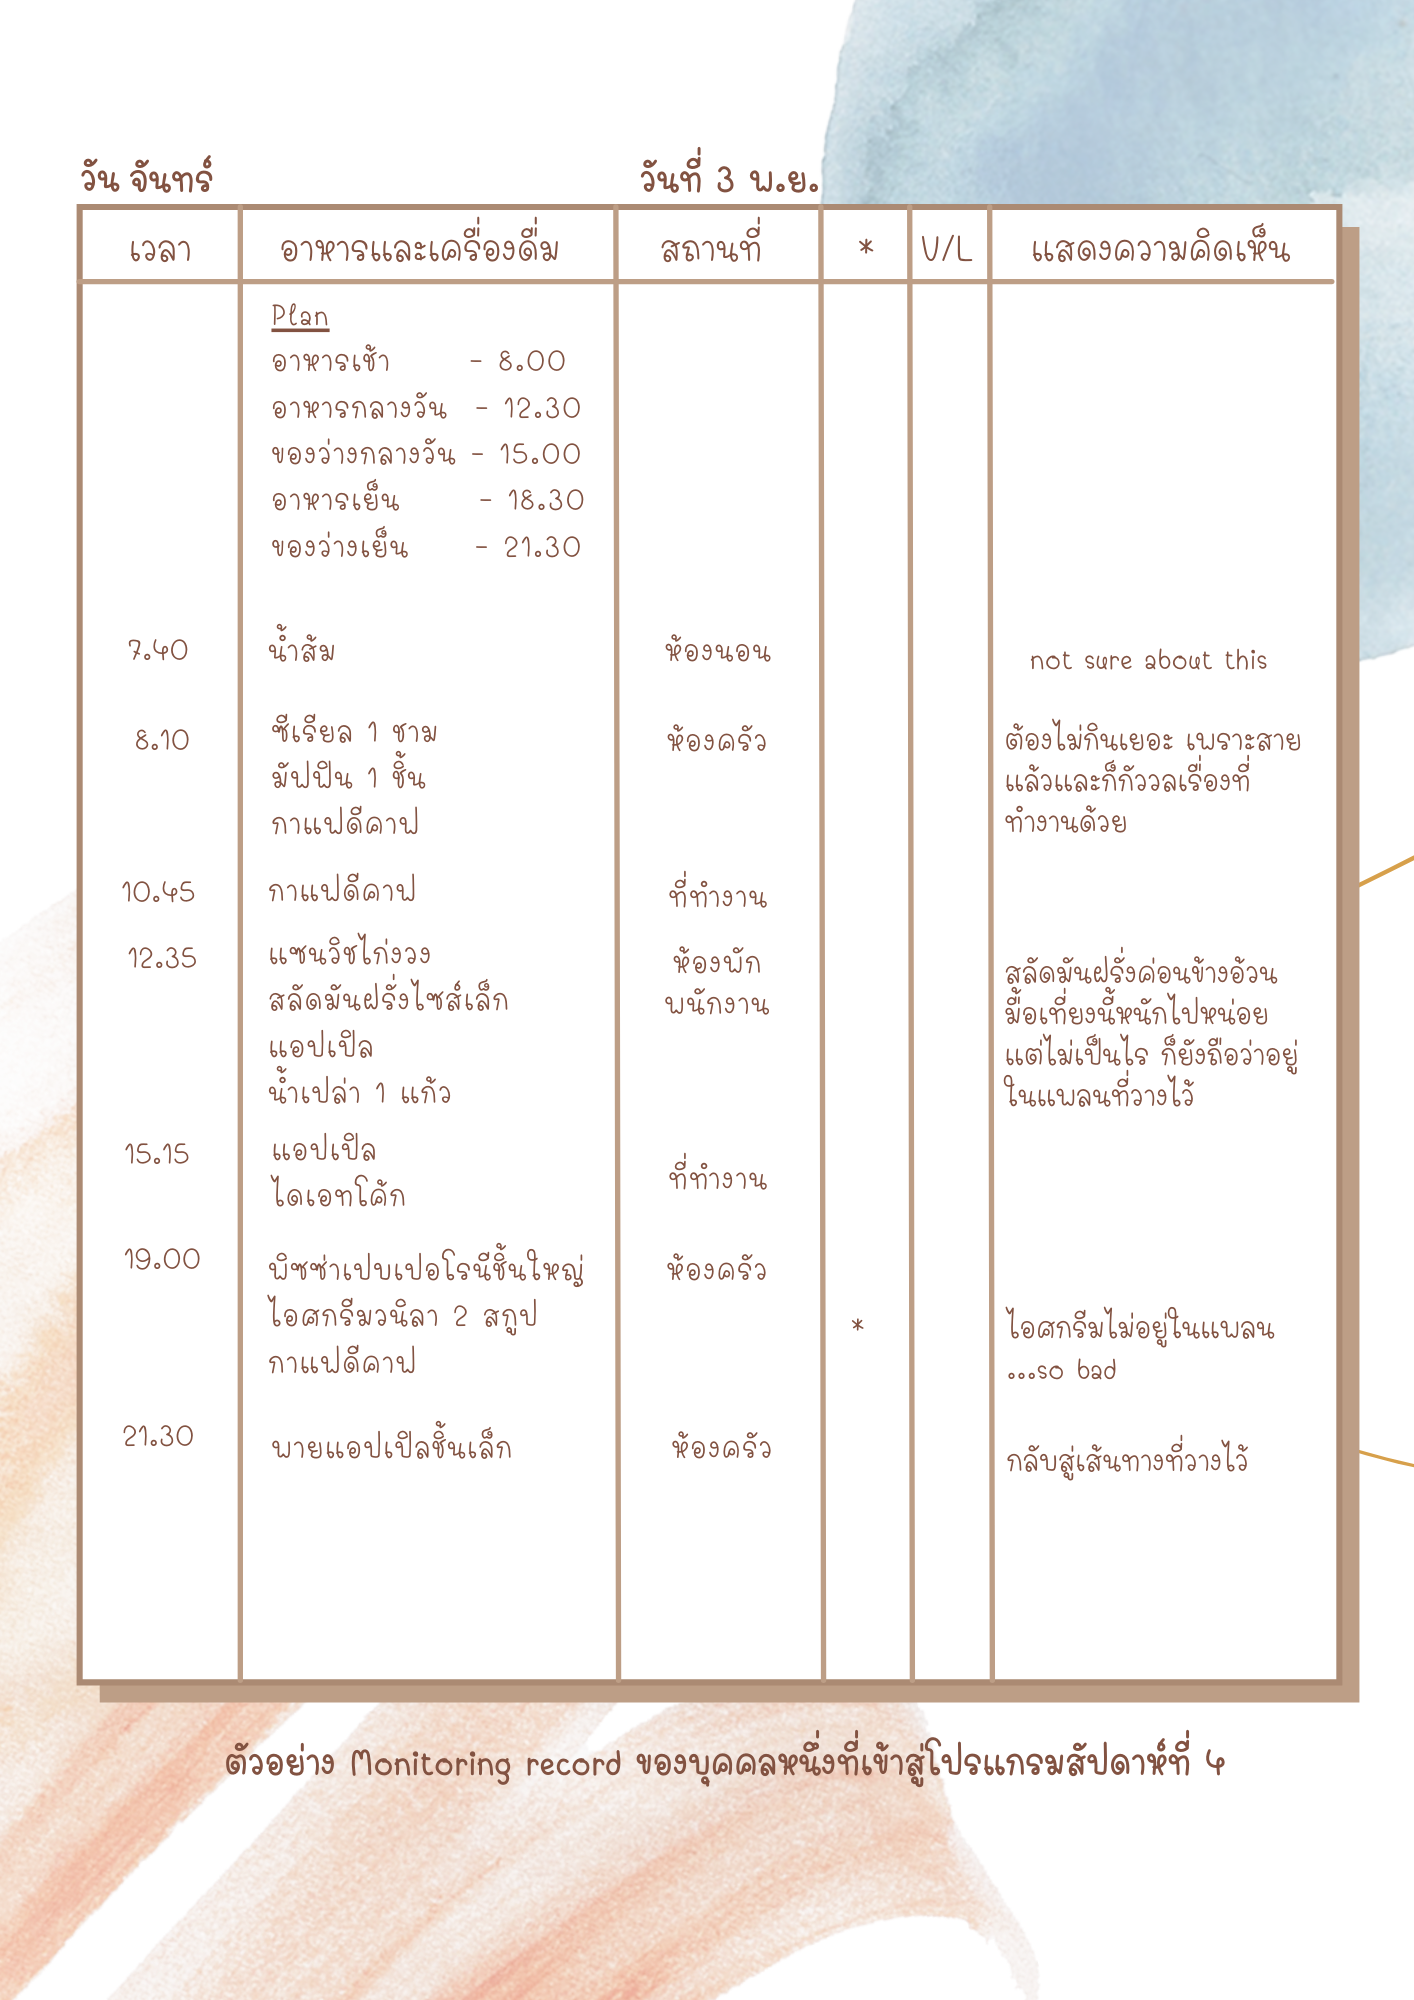 วัน จันทร์
วันที่ 3 พ.ย.
เวลา
อาหารและเครื่องดื่ม
สถานที่
*
V/L
แสดงความคิดเห็น
Plan
อาหารเช้า - 8.00
อาหารกลางวัน - 12.30
ของว่างกลางวัน - 15.00
อาหารเย็น - 18.30
ของว่างเย็น - 21.30
7.40
น้ำส้ม
ห้องนอน
not sure about this
8.10
ซีเรียล 1 ชาม
มัฟฟิน 1 ชิ้น
กาแฟดีคาฟ
ห้องครัว
ต้องไม่กินเยอะ เพราะสาย
แล้วและก็กัววลเรื่องที่
ทำงานด้วย
10.45
กาแฟดีคาฟ
ที่ทำงาน
12.35
แซนวิชไก่งวง
สลัดมันฝรั่งไซส์เล็ก
แอปเปิล
น้ำเปล่า 1 แก้ว
ห้องพัก
พนักงาน
สลัดมันฝรั่งค่อนข้างอ้วน
มื้อเที่ยงนี้หนักไปหน่อย
แต่ไม่เป็นไร ก็ยังถือว่าอยู่
ในแพลนที่วางไว้
15.15
แอปเปิล
ไดเอทโค้ก
ที่ทำงาน
19.00
พิซซ่าเปบเปอโรนีชิ้นใหญ่
ไอศกรีมวนิลา 2 สกูป
กาแฟดีคาฟ
ห้องครัว
*
ไอศกรีมไม่อยู่ในแพลน
...so bad
21.30
พายแอปเปิลชิ้นเล็ก
ห้องครัว
กลับสู่เส้นทางที่วางไว้
ตัวอย่าง Monitoring record ของบุคคลหนึ่งที่เข้าสู่โปรแกรมสัปดาห์ที่ 4